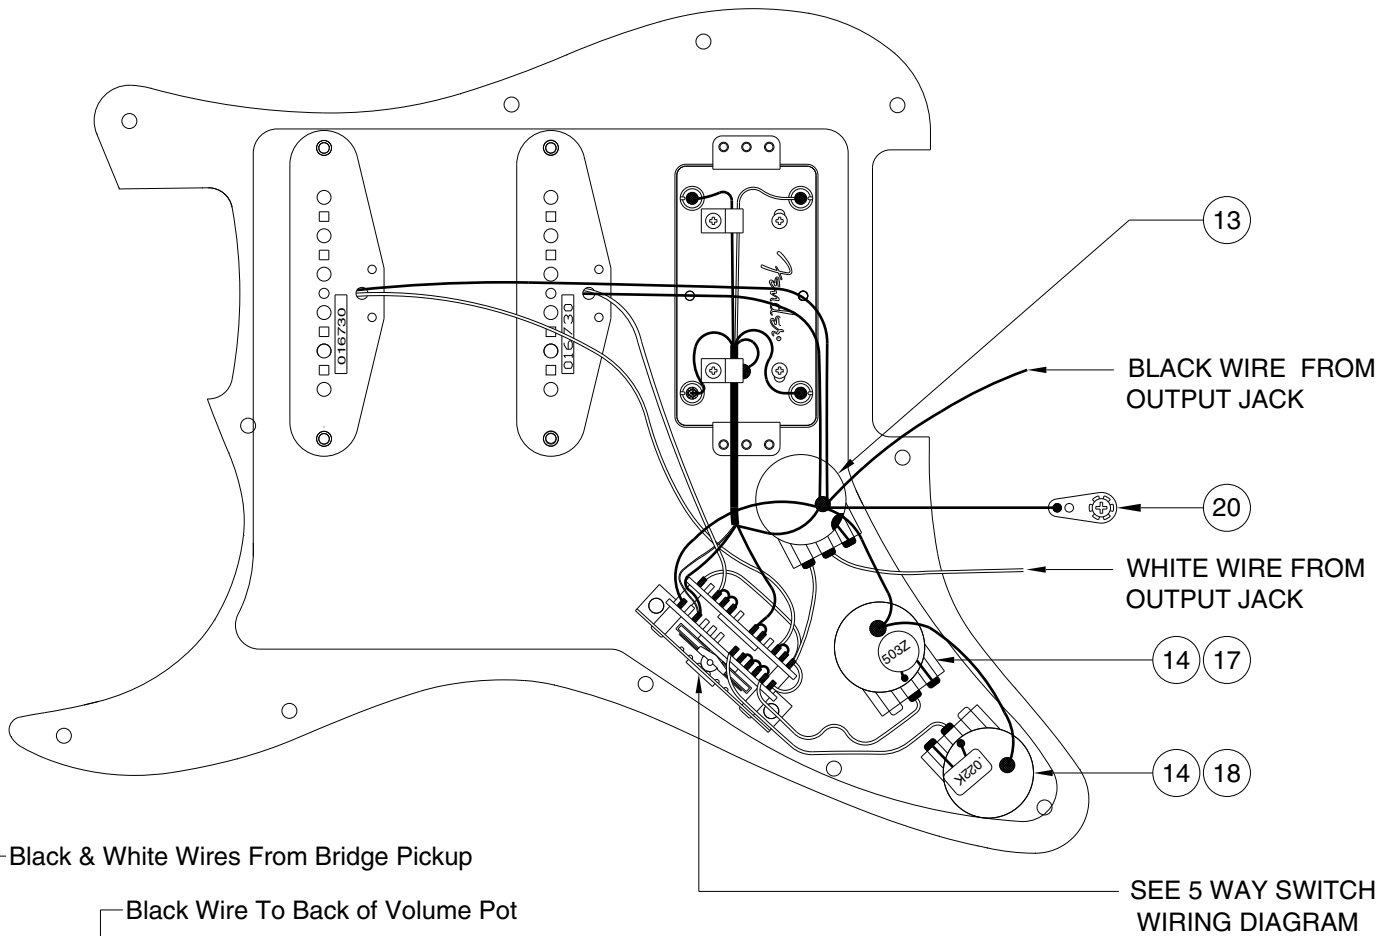 13
016730
016730
Fender.
BLACK WIRE FROM
OUTPUT JACK
20
WHITE WIRE FROM
OUTPUT JACK
503Z
14 17
.022K
14 18
Black & White Wires From Bridge Pickup
Black Wire To Back of Volume Pot
SEE 5 WAY SWITCH
WIRING DIAGRAM